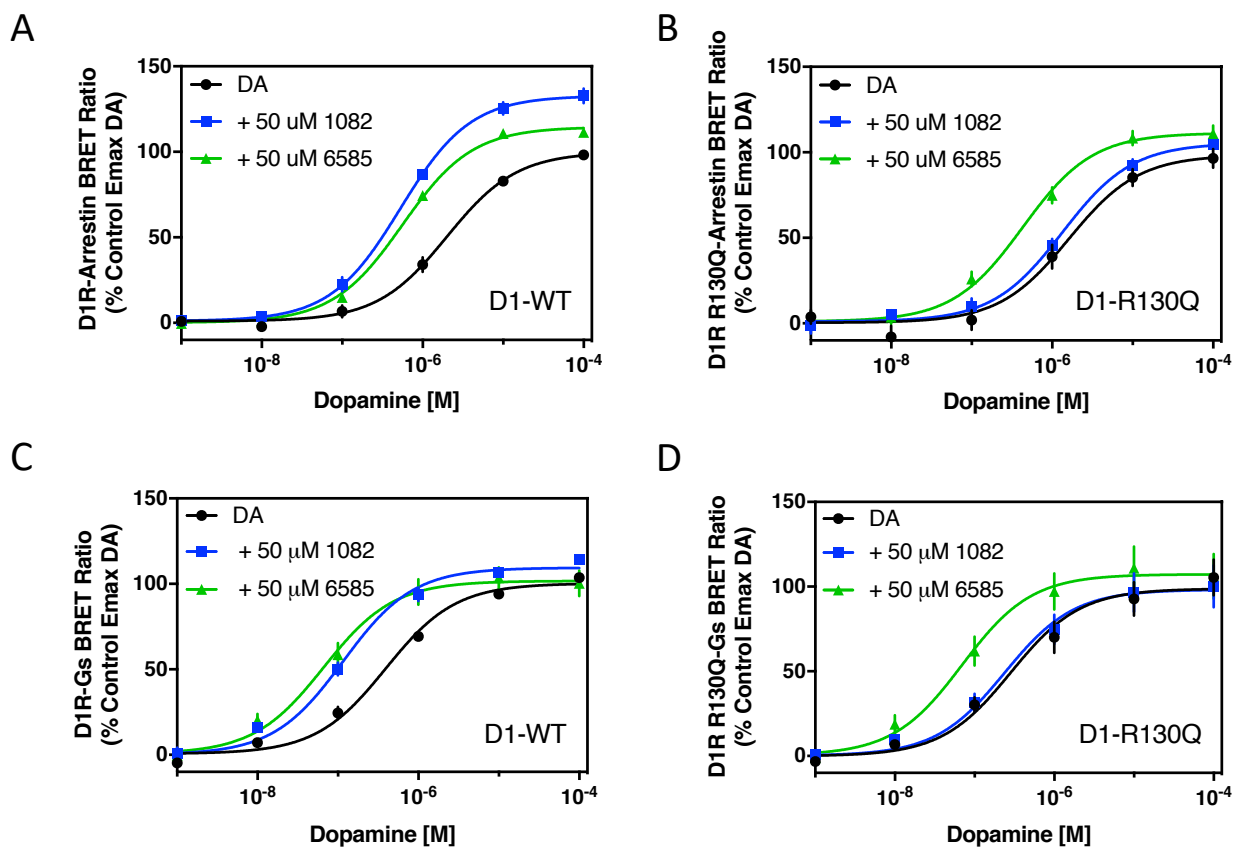 A
D1R-Arrestin BRET Ratio
(% Control Emax DA)
150
100
50
0
DA
+ 50 uM 1082
+ 50 uM 6585
D1-WT
10-8
10-6
10-4
Dopamine [M]
B
D1R R130Q-Arrestin BRET Ratio
(% Control Emax DA)
150
100
50
0
DA
+ 50 uM 1082
+ 50 uM 6585
D1-R130Q
10-8
10-6
10-4
Dopamine [M]
C
D1R-Gs BRET Ratio
(% Control Emax DA)
150
100
50
0
DA
+ 50 μM 1082
+ 50 μM 6585
D1-WT
10-8
10-6
10-4
Dopamine [M]
D
D1R R130Q-Gs BRET Ratio
(% Control Emax DA)
150
100
50
0
DA
+ 50 μM 1082
+ 50 μM 6585
D1-R130Q
10-8
10-6
10-4
Dopamine [M]